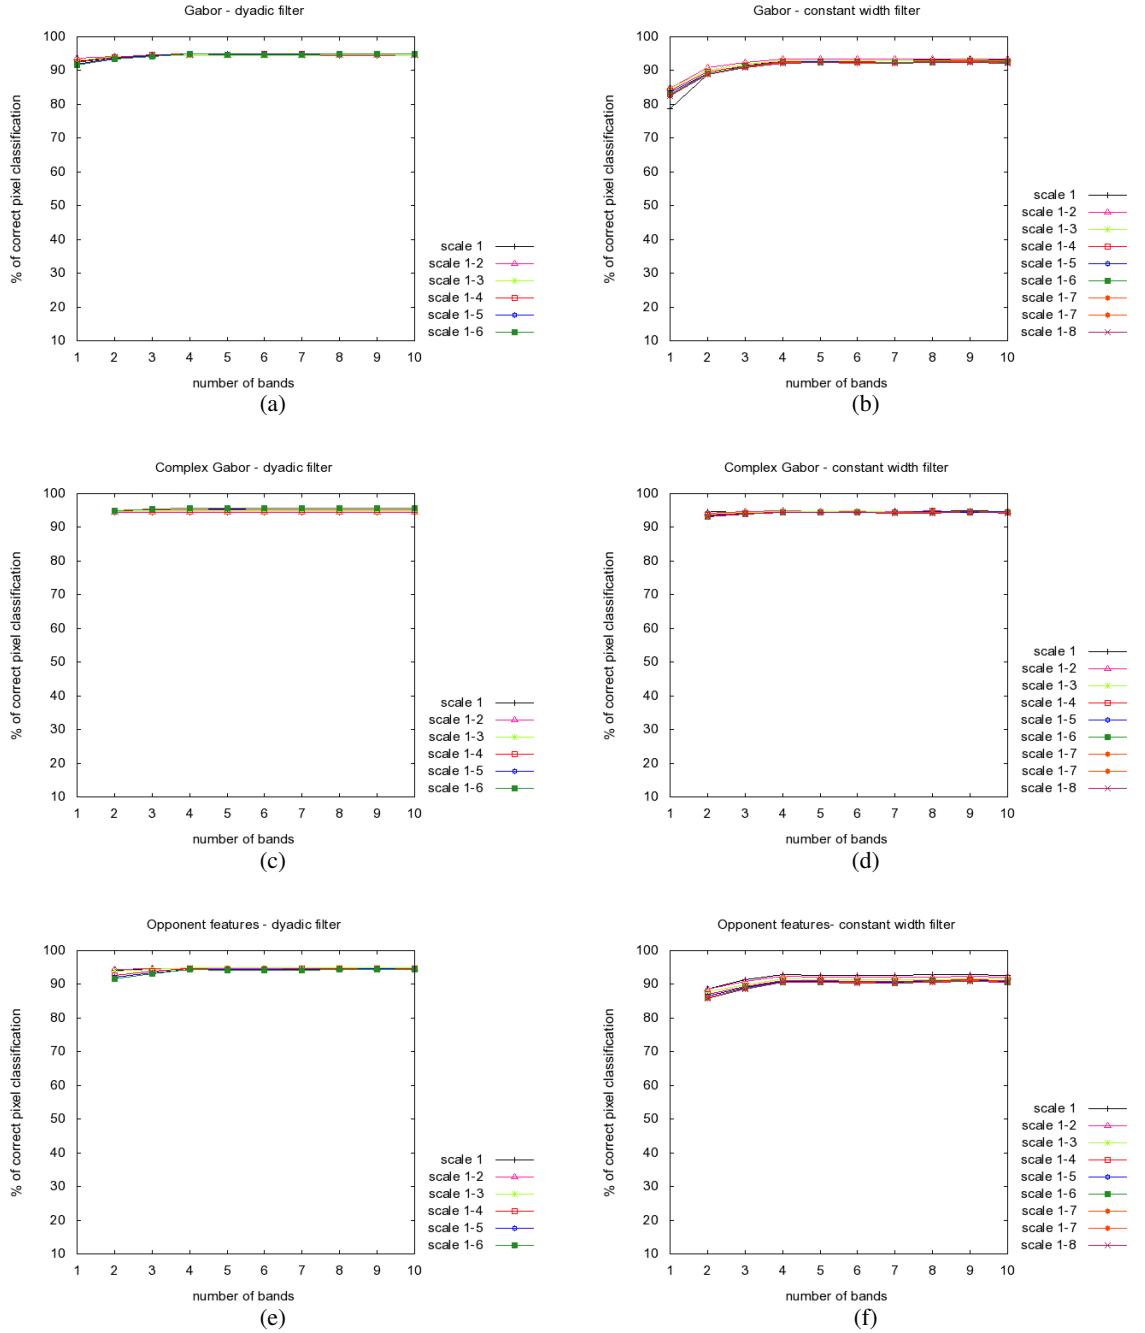 Gabor - dyadic filter
% of correct pixel classification
100
90
80
70
60
50
40
30
20
10
scale 1
scale 1-2
scale 1-3
scale 1-4
scale 1-5
scale 1-6
1 2 3 4 5 6 7 8 9 10
number of bands
(a)
Gabor - constant width filter
% of correct pixel classification
100
90
80
70
60
50
40
30
20
10
scale 1
scale 1-2
scale 1-3
scale 1-4
scale 1-5
scale 1-6
scale 1-7
scale 1-7
scale 1-8
1 2 3 4 5 6 7 8 9 10
number of bands
(b)
Complex Gabor - dyadic filter
% of correct pixel classification
100
90
80
70
60
50
40
30
20
10
scale 1
scale 1-2
scale 1-3
scale 1-4
scale 1-5
scale 1-6
1 2 3 4 5 6 7 8 9 10
number of bands
(c)
Complex Gabor - constant width filter
% of correct pixel classification
100
90
80
70
60
50
40
30
20
10
scale 1
scale 1-2
scale 1-3
scale 1-4
scale 1-5
scale 1-6
scale 1-7
scale 1-7
scale 1-8
1 2 3 4 5 6 7 8 9 10
number of bands
(d)
Opponent features - dyadic filter
% of correct pixel classification
100
90
80
70
60
50
40
30
20
10
scale 1
scale 1-2
scale 1-3
scale 1-4
scale 1-5
scale 1-6
1 2 3 4 5 6 7 8 9 10
number of bands
(e)
Opponent features- constant width filter
% of correct pixel classification
100
90
80
70
60
50
40
30
20
10
scale 1
scale 1-2
scale 1-3
scale 1-4
scale 1-5
scale 1-6
scale 1-7
scale 1-7
scale 1-8
1 2 3 4 5 6 7 8 9 10
number of bands
(f)